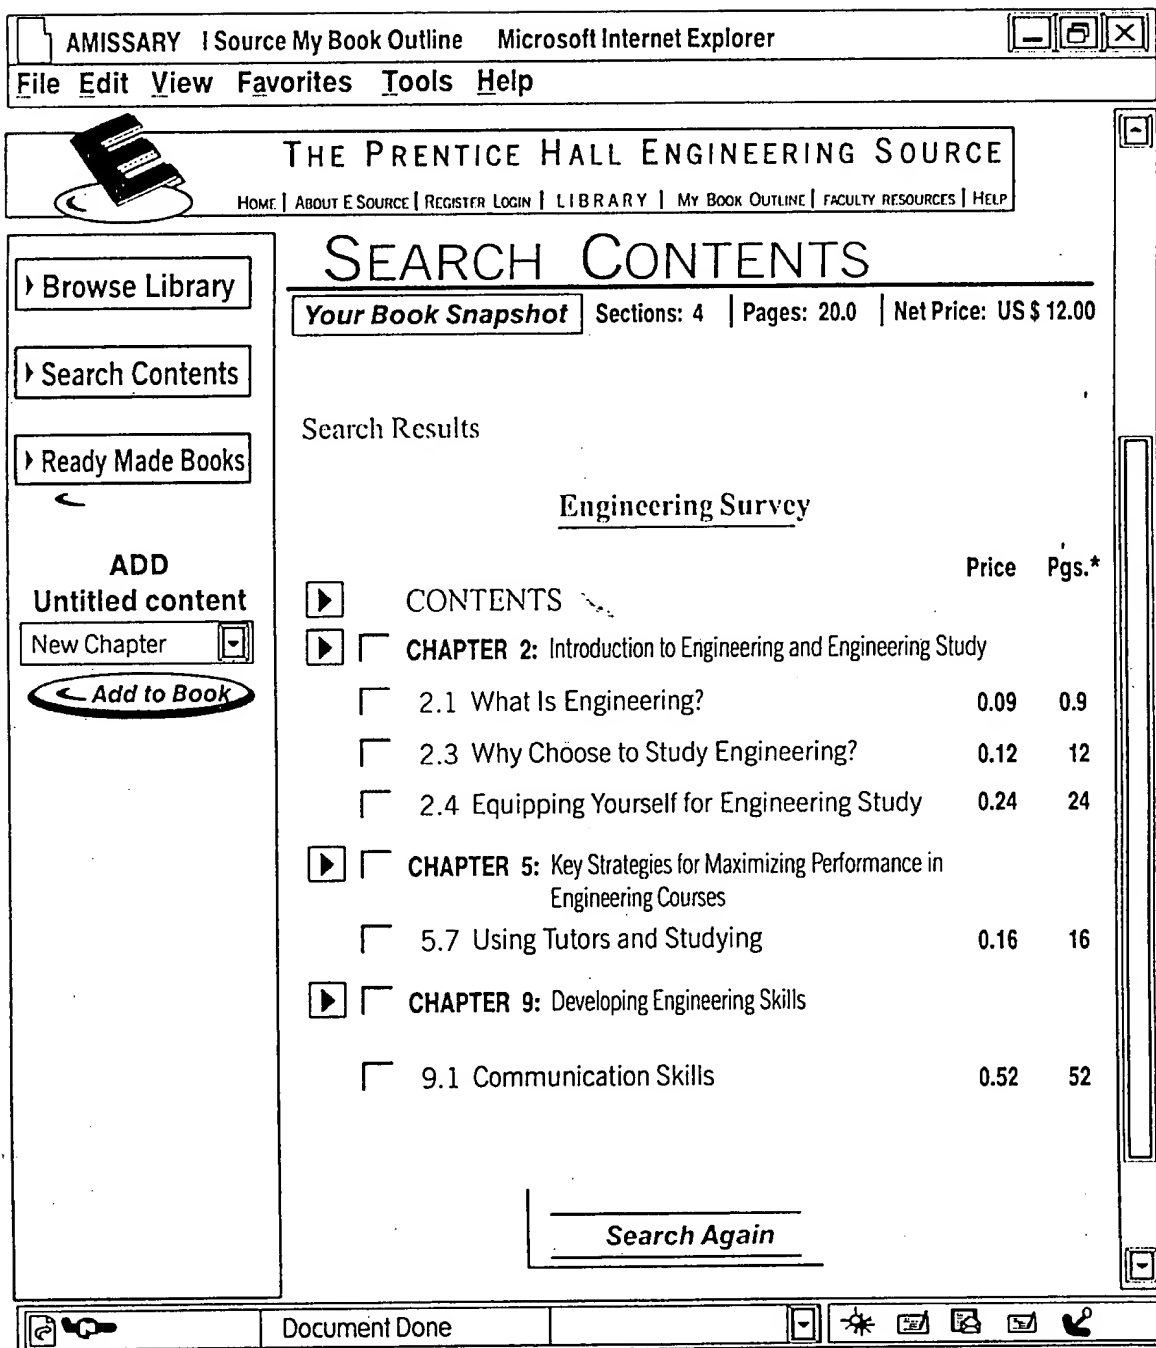 AMISSARY I Source My Book Outline Microsoft Internet Explorer
File Edit View Favorites Tools Help
THE PRENTICE HALL ENGINEERING SOURCE
HOME | ABOUT E SOURCE | REGISTER LOGIN | LIBRARY | MY BOOK OUTLINE | FACULTY RESOURCES | HELP
SEARCH CONTENTS
Your Book Snapshot Sections: 4 | Pages: 20.0 | Net Price: US $ 12.00
Browse Library
Search Contents
Ready Made Books
ADD
Untitled content
New Chapter
Add to Book
Search Results
Engineering Survey
Price Pgs.*
CONTENTS
CHAPTER 2: Introduction to Engineering and Engineering Study
2.1 What Is Engineering? 0.09 0.9
2.3 Why Choose to Study Engineering? 0.12 12
2.4 Equipping Yourself for Engineering Study 0.24 24
CHAPTER 5: Key Strategies for Maximizing Performance in
Engineering Courses
5.7 Using Tutors and Studying 0.16 16
CHAPTER 9: Developing Engineering Skills
9.1 Communication Skills 0.52 52
Search Again
Document Done